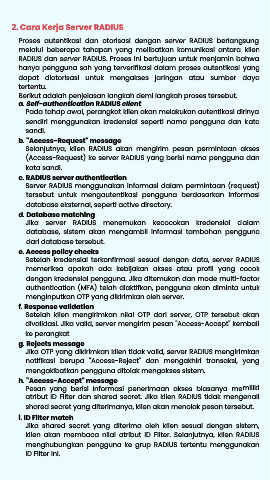 2. Cara Kerja Server RADIUS
Proses autentikasi dan otorisasi dengan server RADIUS berlangsung
melalui beberapa tahapan yang melibatkan komunikasi antara klien
RADIUS dan server RADIUS. Proses ini bertujuan untuk menjamin bahwa
hanya pengguna sah yang terverifikasi dalam proses autentikasi yang
dapat diotorisasi untuk mengakses jaringan atau sumber daya
tertentu.
Berikut adalah penjelasan langkah demi langkah proses tersebut.
a. Self-authentication RADIUS client
Pada tahap awal, perangkat klien akan melakukan autentikasi dirinya
sendiri menggunakan kredensial seperti nama pengguna dan kata
sandi.
b. "Access-Request" message
Selanjutnya, klien RADIUS akan mengirim pesan permintaan akses
(Access-Request) ke server RADIUS yang berisi nama pengguna dan
kata sandi.
c. RADIUS server authentication
Server RADIUS menggunakan informasi dalam permintaan (request)
tersebut untuk mengautentikasi pengguna berdasarkan informasi
database eksternal, seperti active directory.
d. Database matching
Jika server RADIUS menemukan kecocokan kredensial dalam
database, sistem akan mengambil informasi tambahan pengguna
dari database tersebut.
e. Access policy checks
Setelah kredensial terkonfirmasi sesuai dengan data, server RADIUS
memeriksa apakah ada kebijakan akses atau profil yang cocok
dengan kredensial pengguna. Jika ditemukan dan mode multi-factor
authentication (MFA) telah diaktifkan, pengguna akan diminta untuk
menginputkan OTP yang dikirimkan oleh server.
f. Response validation
Setelah klien mengirimkan nilai OTP dari server, OTP tersebut akan
divalidasi. Jika valid, server mengirim pesan "Access-Accept" kembali
ke perangkat
g. Rejects message
Jika OTP yang dikirimkan klien tidak valid, server RADIUS mengirimkan
notifikasi berupa "Access-Reject" dan mengakhiri transaksi, yang
mengakibatkan pengguna ditolak mengakses sistem.
h. "Access-Accept" message
Pesan yang berisi informasi penerimaan akses biasanya memiliki
atribut ID Filter dan shared secret. Jika klien RADIUS tidak mengenali
shared secret yang diterimanya, klien akan menolak pesan tersebut.
i. ID Filter match
Jika shared secret yang diterima oleh klien sesuai dengan sistem,
klien akan membaca nilai atribut ID Filter. Selanjutnya, klien RADIUS
menghubungkan pengguna ke grup RADIUS tertentu menggunakan
ID Filter ini.